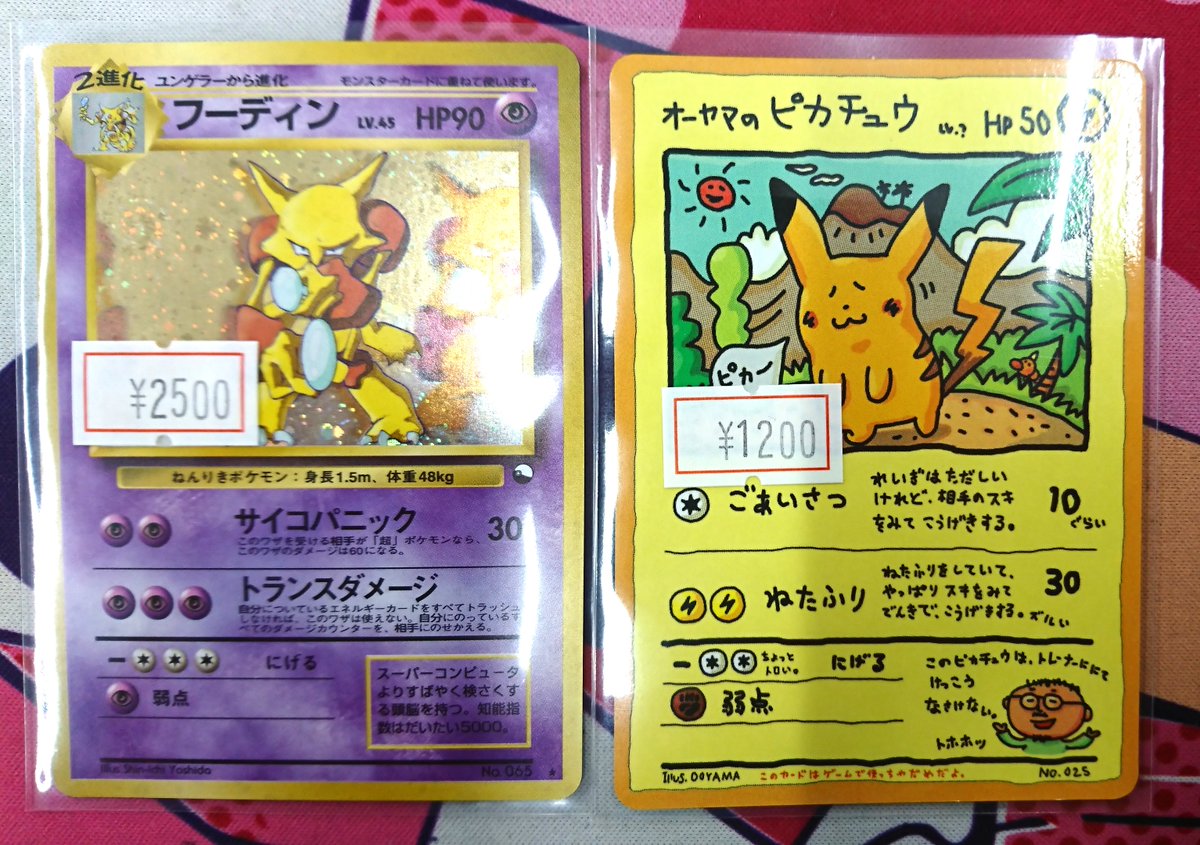 2進化 ユンゲラーから進化 モンスターカードに重ねて使います。
フーディン LV.45 HP90
¥2500
ねんりきポケモン：身長1.5m、体重48kg
サイコパニック 30
このワザを受ける相手が「超」ポケモンなら、
このワザのダメージは60になる。
トランスダメージ
自分についているエネルギーカードをすべてトラッシュ
しなければ、このワザは使えない。自分にのっているす
べてのダメージカウンターを、相手にのせかえる。
にげる
弱点
スーパーコンピュータ
よりすばやく検さくす
る頭脳を持つ。知能指
数はだいたい5000。
Illus. Shin-ichi Yoshida No. 065
オーヤマの ピカチュウ LV.? HP 50
ピカー
¥1200
ごあいさつ
れいぎはただしい
けれど、相手のスキ
をみて こうげきする。
10
ぐらい
ねたふり
ねたふりをしていて、
やっぱり スキをみて
でんきで、こうげきする。ズルい
30
ちょっと
トロい。
にげる
弱点
このピカチュウは、トレーナーににて
けっこう
なさけない。
トホホッ
Illus. OOYAMA このカードはゲームで使っちゃだめだよ。 NO. 025